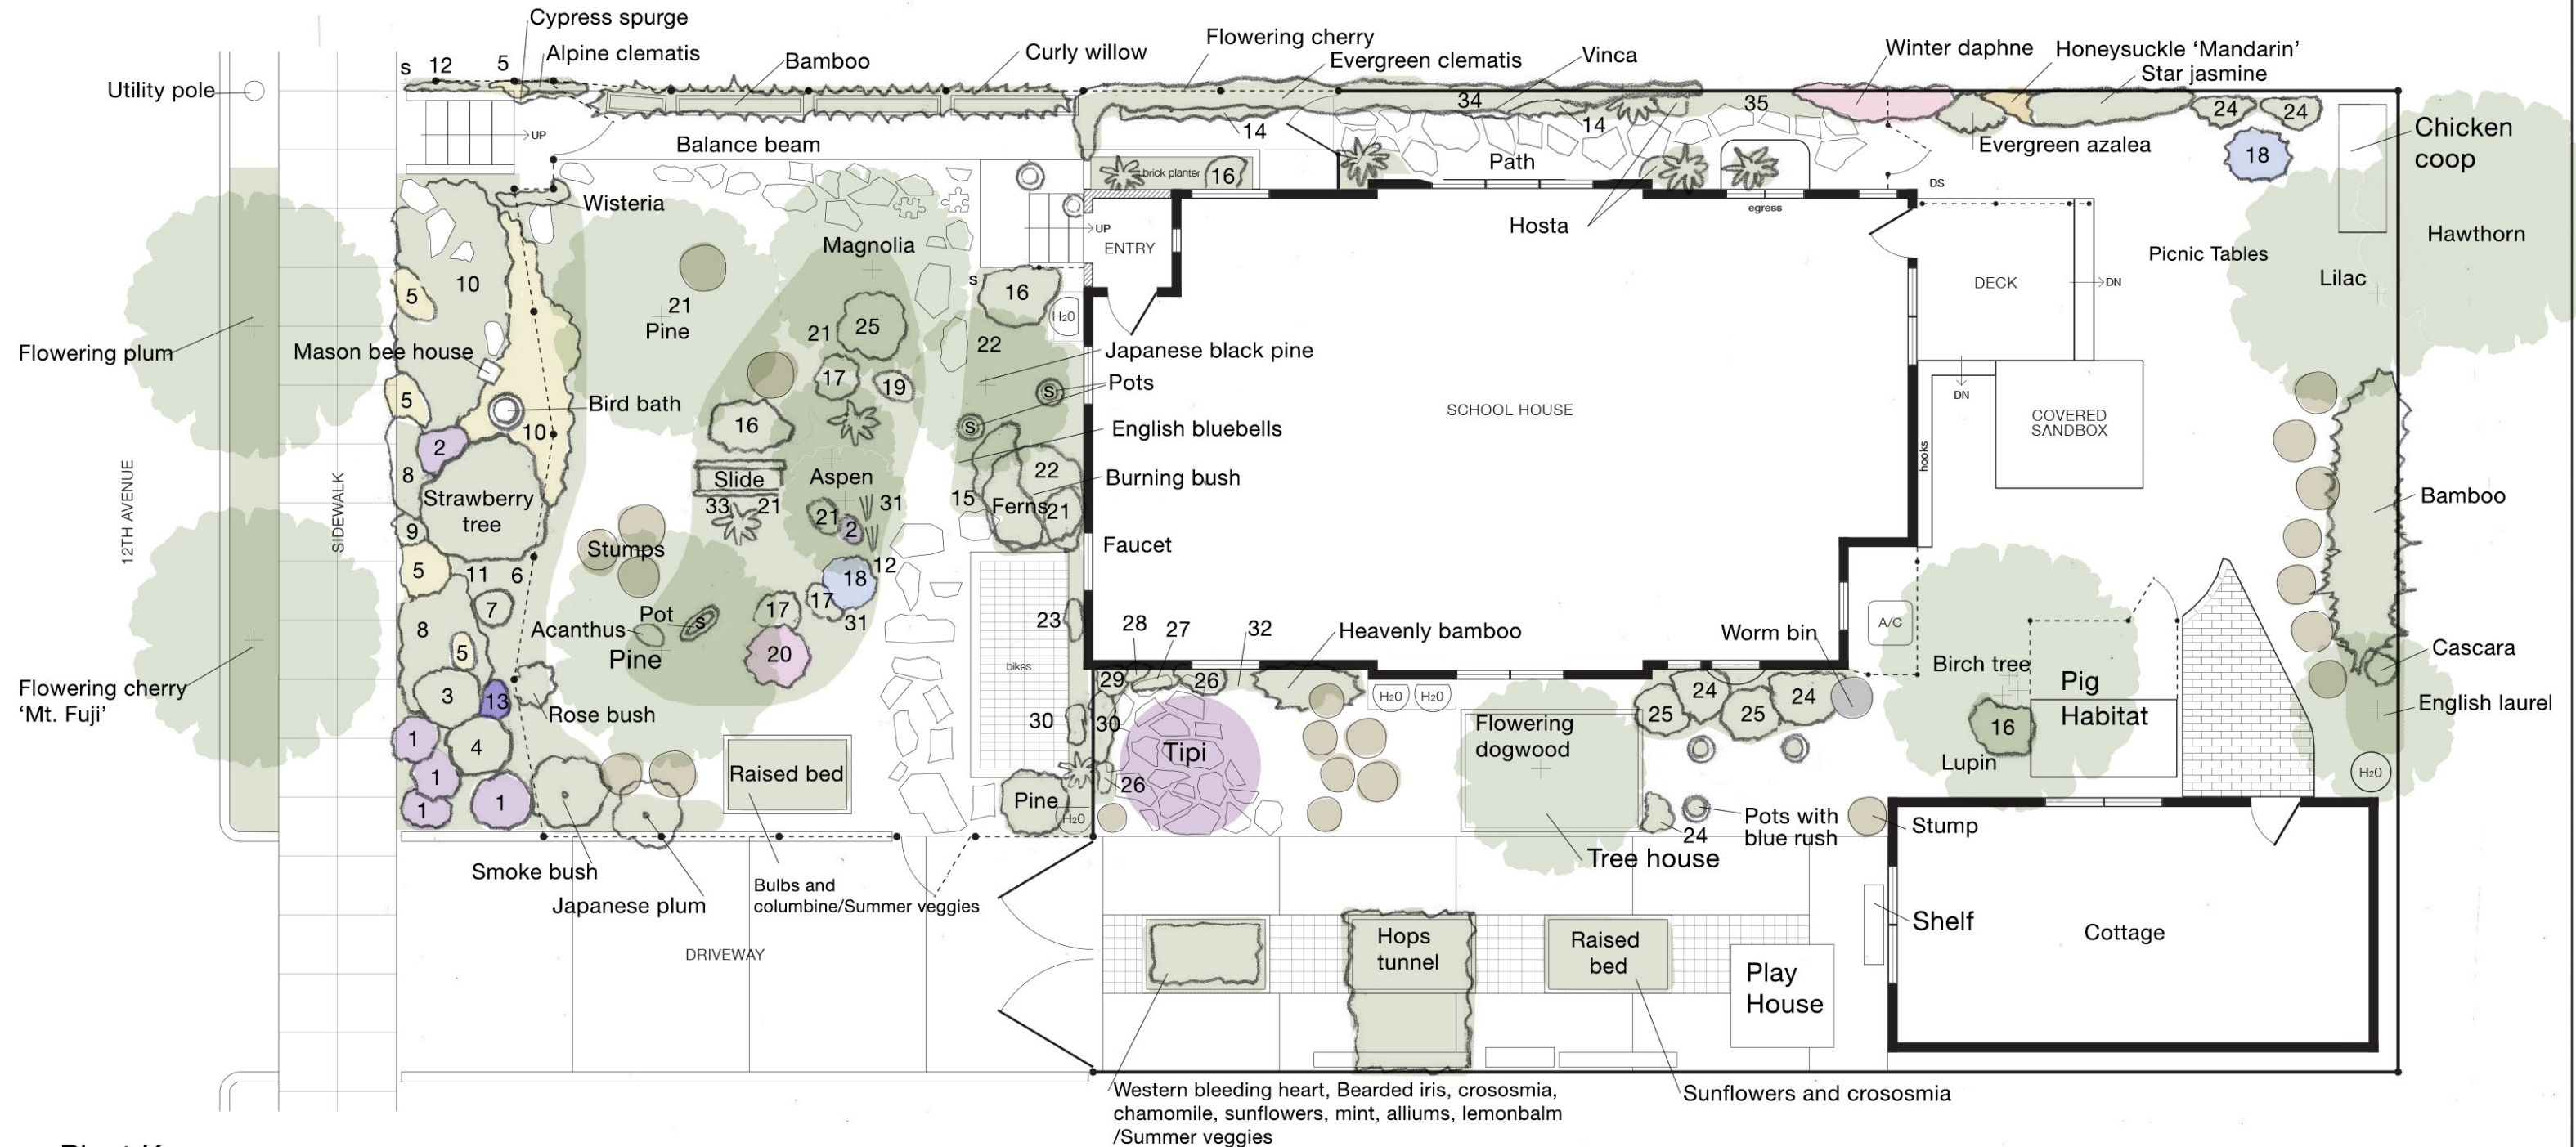 Cypress spurge
Alpine clematis
Bamboo
Curly willow
Flowering cherry
Evergreen clematis
Vinca
Winter daphne
Honeysuckle ‘Mandarin’
Star jasmine
Utility pole
s
12
5
UP
34
35
14
14
24
24
Balance beam
Evergreen azalea
Chicken
coop
18
Path
brick planter
16
DS
Wisteria
Hosta
egress
UP
ENTRY
Magnolia
Hawthorn
Picnic Tables
Lilac
DECK
DN
10
5
s
16
H20
21
Pine
21
25
22
Flowering plum
Mason bee house
Japanese black pine
17
19
Pots
S
DN
5
Bird bath
10
16
S
English bluebells
SCHOOL HOUSE
COVERED
SANDBOX
2
hooks
8
Strawberry
tree
Slide
Aspen
22
Burning bush
Bamboo
33
21
31
15
Ferns
21
21
2
12TH AVENUE
SIDEWALK
9
Stumps
Faucet
5
11
6
18
12
7
17
17
31
Pot
S
Acanthus
Pine
23
28
27
32
Heavenly bamboo
Worm bin
A/C
8
5
20
bikes
Birch tree
Pig
Habitat
Cascara
English laurel
Flowering cherry
‘Mt. Fuji’
3
13
Rose bush
29
26
H20
H20
24
24
25
25
30
30
Tipi
Flowering
dogwood
16
Lupin
1
4
1
1
1
Raised bed
Pine
H20
26
H20
24
Pots with
blue rush
Stump
Tree house
Smoke bush
Japanese plum
Bulbs and
columbine/Summer veggies
DRIVEWAY
Hops
tunnel
Raised
bed
Shelf
Cottage
Play
House
Western bleeding heart, Bearded iris, crososmia,
chamomile, sunflowers, mint, alliums, lemonbalm
/Summer veggies
Sunflowers and crososmia